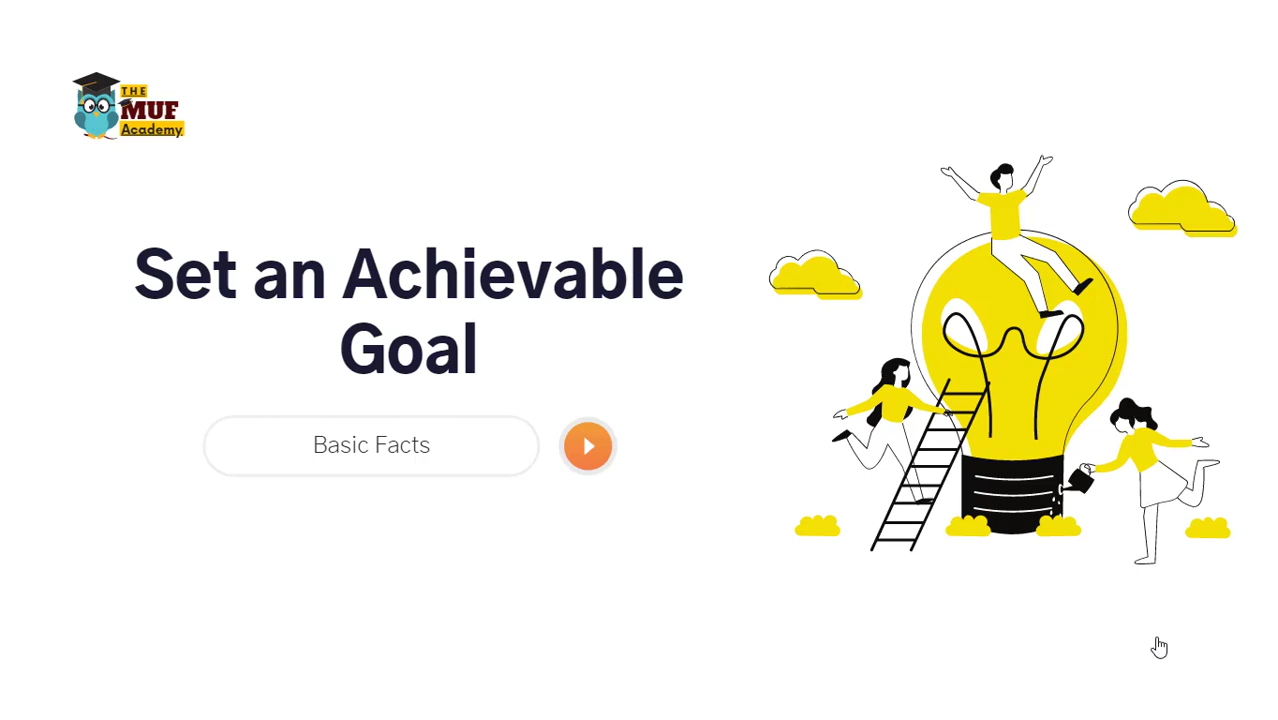 THE
MUF
Academy
Set an Achievable
Goal
Basic Facts